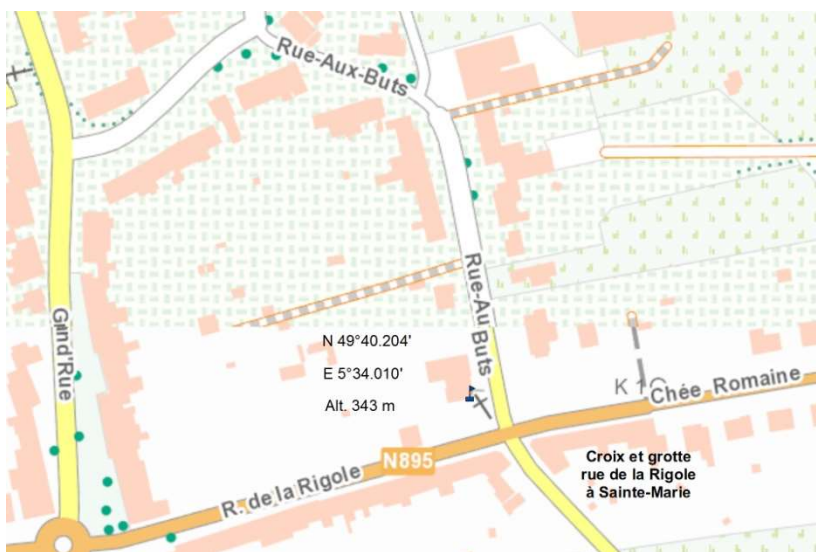 Rue-Aux-Buts
Rue-Au Buts
Grand'Rue
N 49°40.204'
E 5°34.010'
Alt. 343 m
Chée Romaine
N895
R. de la Rigole
Croix et grotte
rue de la Rigole
à Sainte-Marie